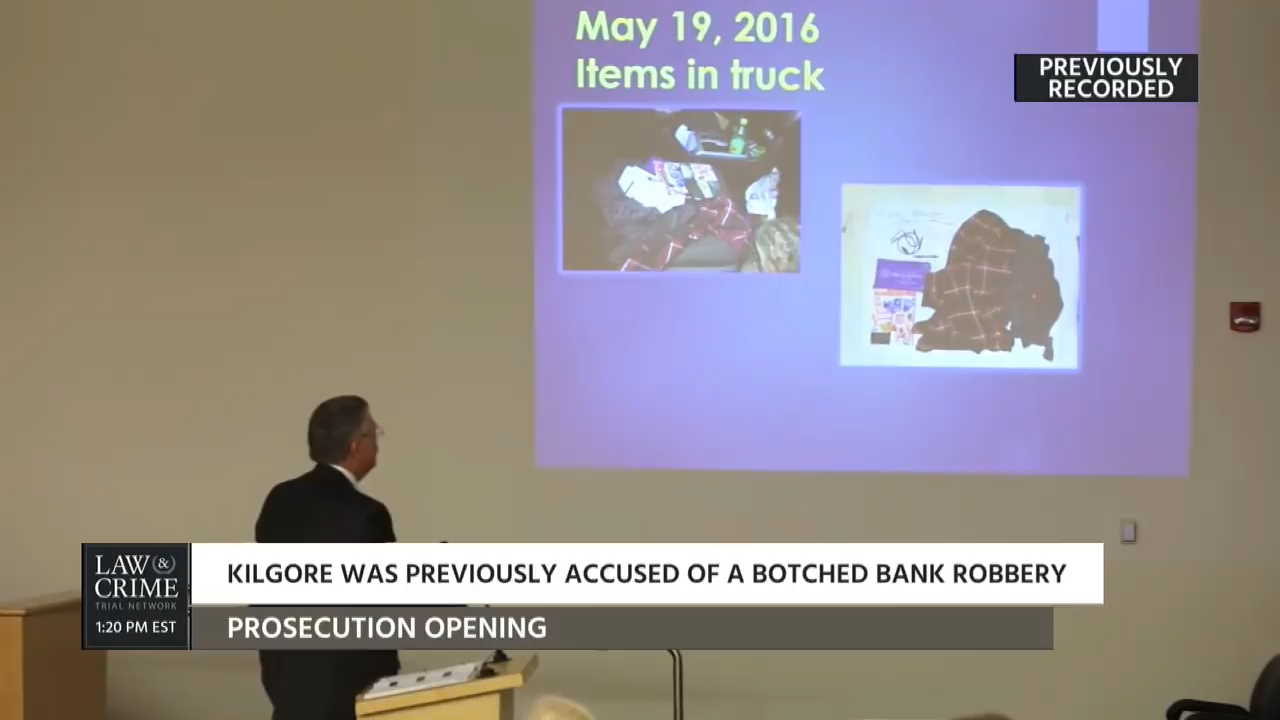 May 19, 2016
Items in truck
PREVIOUSLY
RECORDED
LAW &
CRIME
TRIAL NETWORK
1:20 PM EST
KILGORE WAS PREVIOUSLY ACCUSED OF A BOTCHED BANK ROBBERY
PROSECUTION OPENING